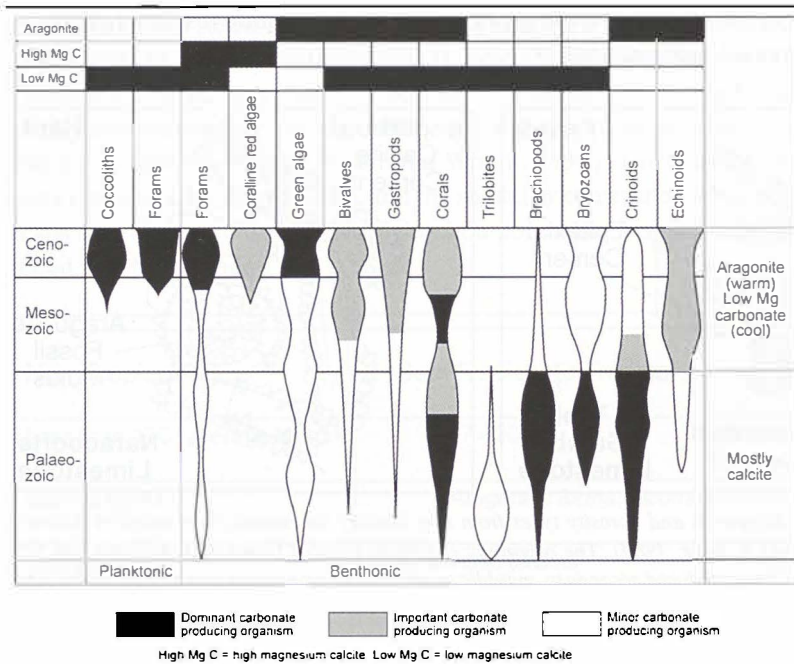 Aragonite
High Mg C
Low Mg C
Coccoliths
Forams
Forams
Coralline red algae
Green algae
Bivalves
Gastropods
Corals
Trilobites
Brachiopods
Bryozoans
Crinoids
Echinoids
Ceno-
zoic
Meso-
zoic
Palaeo-
zoic
Aragonite
(warm)
Low Mg
carbonate
(cool)
Mostly
calcite
Planktonic
Benthonic
Dominant carbonate
producing organism
Important carbonate
producing organism
Minor carbonate
producing organism
High Mg C = high magnesium calcite Low Mg C = low magnesium calcite